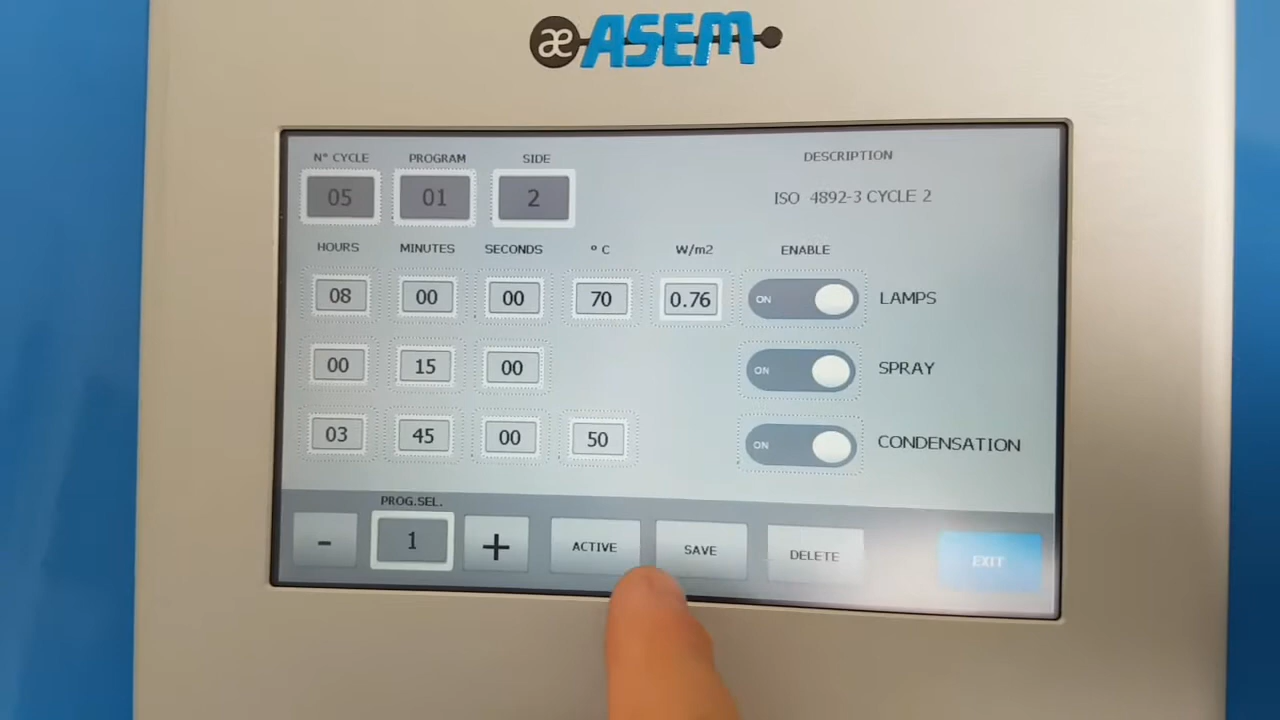 æ ASEM
N° CYCLE PROGRAM SIDE DESCRIPTION
05 01 2 ISO 4892-3 CYCLE 2
HOURS MINUTES SECONDS º C W/m2 ENABLE
08 00 00 70 0.76 ON LAMPS
00 15 00 ON SPRAY
03 45 00 50 ON CONDENSATION
PROG.SEL.
- 1 + ACTIVE SAVE DELETE EXIT